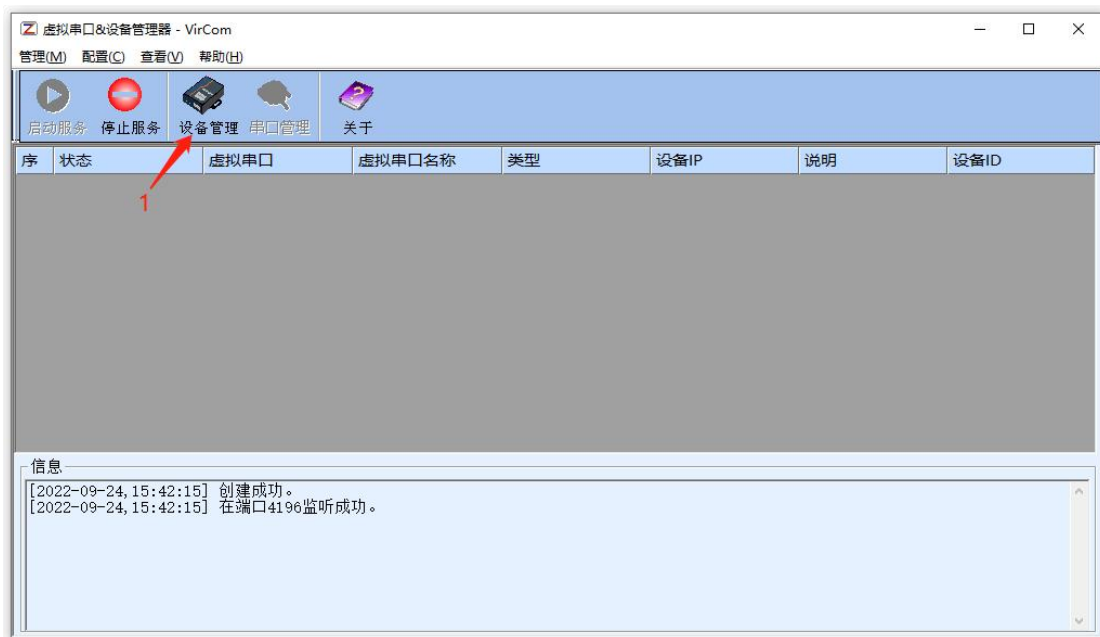 虚拟串口&设备管理器 - VirCom
管理(M) 配置(C) 查看(V) 帮助(H)
启动服务 停止服务 设备管理 串口管理 关于
序 状态 虚拟串口 虚拟串口名称 类型 设备IP 说明 设备ID
1
信息
[2022-09-24,15:42:15] 创建成功。
[2022-09-24,15:42:15] 在端口4196监听成功。